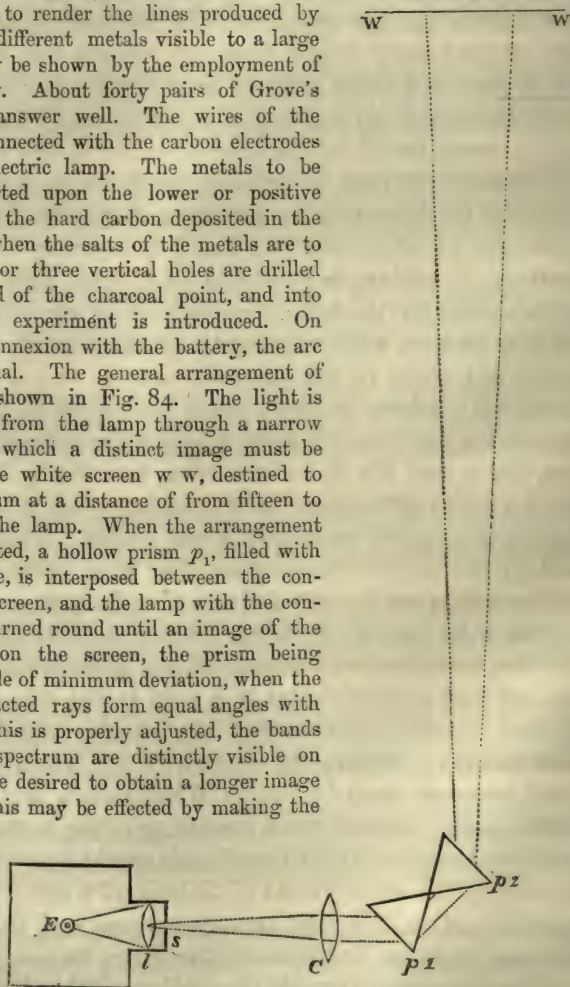 to render the lines produced by
different metals visible to a large
be shown by the employment of
About forty pairs of Grove's
answer well. The wires of the
nnected with the carbon electrodes
lectric lamp. The metals to be
ted upon the lower or positive
the hard carbon deposited in the
hen the salts of the metals are to
or three vertical holes are drilled
d of the charcoal point, and into
experiment is introduced. On
nnexion with the battery, the arc
al. The general arrangement of
shown in Fig. 84. The light is
from the lamp through a narrow
which a distinct image must be
e white screen w w, destined to
um at a distance of from fifteen to
he lamp. When the arrangement
ted, a hollow prism p₁, filled with
e, is interposed between the con-
creen, and the lamp with the con-
rned round until an image of the
on the screen, the prism being
le of minimum deviation, when the
cted rays form equal angles with
his is properly adjusted, the bands
spectrum are distinctly visible on
e desired to obtain a longer image
his may be effected by making the
W W
E l s C p1 p2